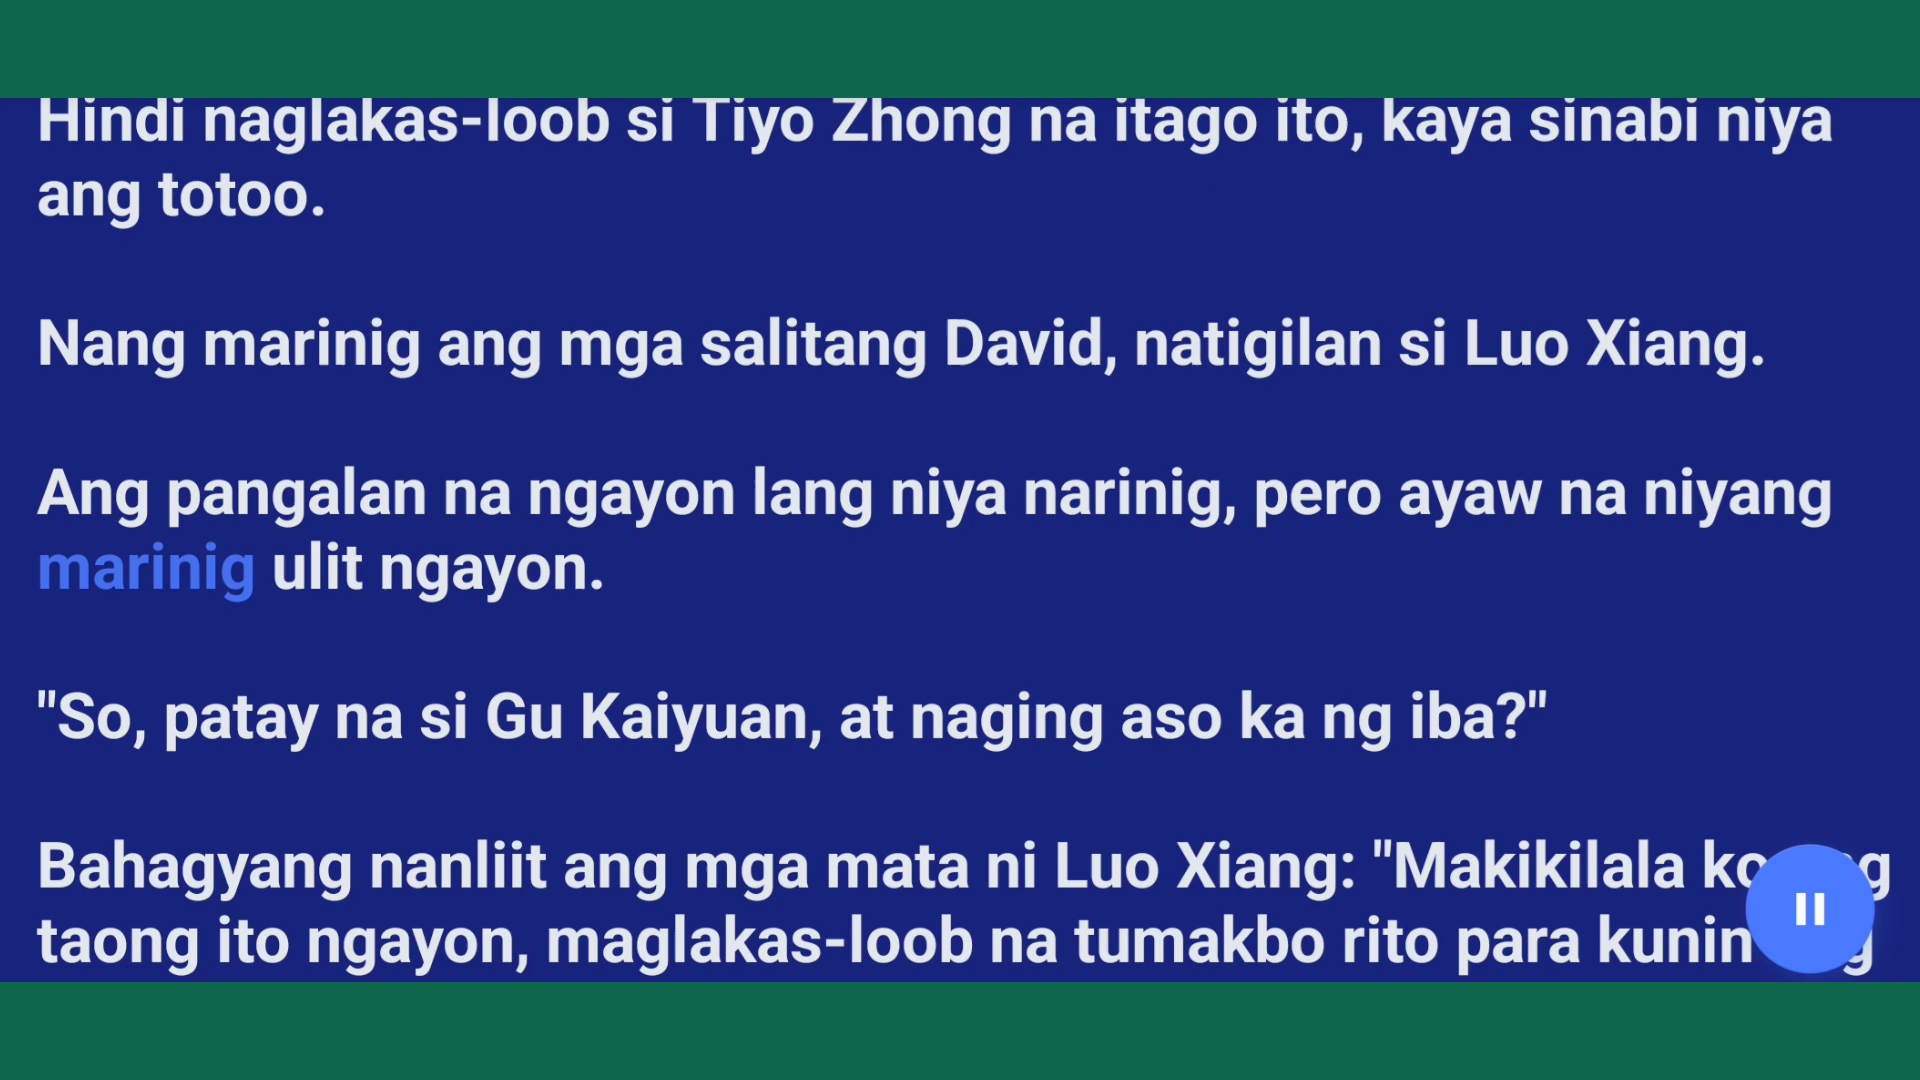 Hindi naglakas-loob si Tiyo Zhong na itago ito, kaya sinabi niya
ang totoo.
Nang marinig ang mga salitang David, natigilan si Luo Xiang.
Ang pangalan na ngayon lang niya narinig, pero ayaw na niyang
marinig ulit ngayon.
"So, patay na si Gu Kaiyuan, at naging aso ka ng iba?"
Bahagyang nanliit ang mga mata ni Luo Xiang: "Makikilala ko
taong ito ngayon, maglakas-loob na tumakbo rito para kunin